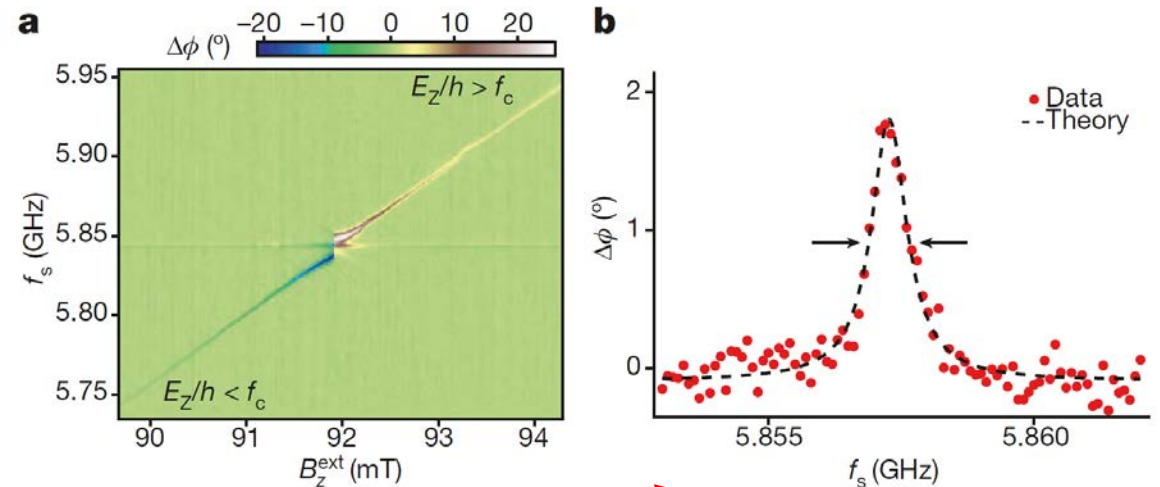 a
−20 −10 0 10 20
Δϕ (°)
5.95
5.90
5.85
5.80
5.75
f_s (GHz)
E_Z/h > f_c
E_Z/h < f_c
90 91 92 93 94
B_z^ext (mT)
b
2
1
0
Δϕ (°)
Data
Theory
5.855 5.860
f_s (GHz)